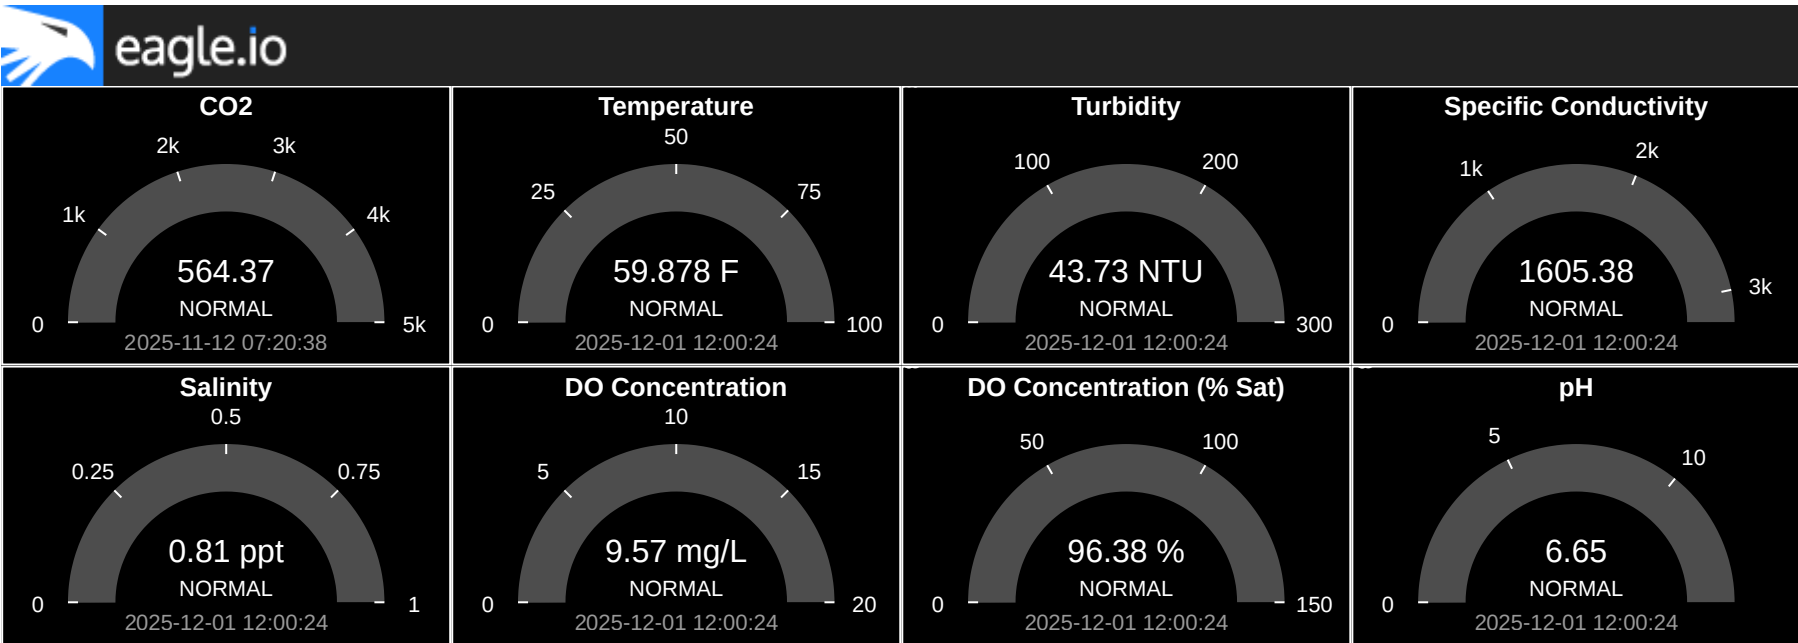 eagle.io
CO2
2k
3k
1k
4k
0
5k
564.37
NORMAL
2025-11-12 07:20:38
Temperature
50
25
75
0
100
59.878 F
NORMAL
2025-12-01 12:00:24
Turbidity
100
200
0
300
43.73 NTU
NORMAL
2025-12-01 12:00:24
Specific Conductivity
2k
1k
3k
0
1605.38
NORMAL
2025-12-01 12:00:24
Salinity
0.5
0.25
0.75
0
1
0.81 ppt
NORMAL
2025-12-01 12:00:24
DO Concentration
10
5
15
0
20
9.57 mg/L
NORMAL
2025-12-01 12:00:24
DO Concentration (% Sat)
50
100
0
150
96.38 %
NORMAL
2025-12-01 12:00:24
pH
5
10
0
6.65
NORMAL
2025-12-01 12:00:24